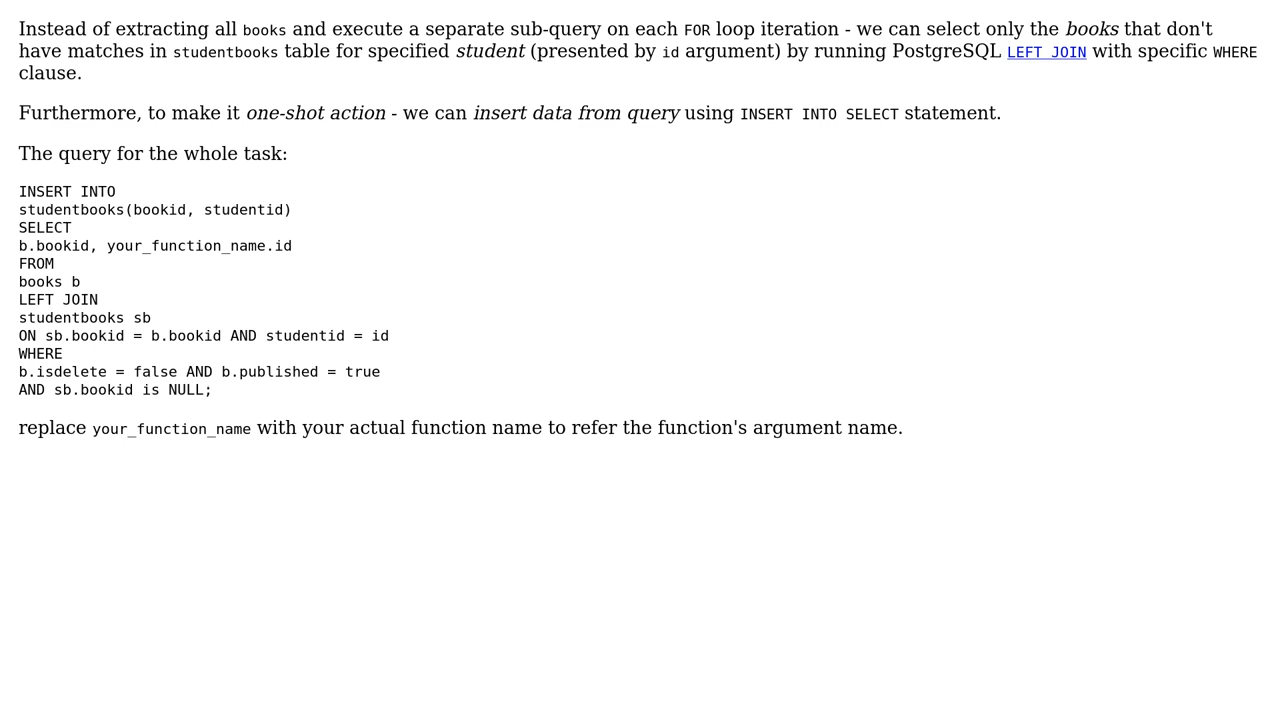 Instead of extracting all books and execute a separate sub-query on each FOR loop iteration - we can select only the books that don't
have matches in studentbooks table for specified student (presented by id argument) by running PostgreSQL LEFT JOIN with specific WHERE
clause.
Furthermore, to make it one-shot action - we can insert data from query using INSERT INTO SELECT statement.
The query for the whole task:
INSERT INTO
studentbooks(bookid, studentid)
SELECT
b.bookid, your_function_name.id
FROM
books b
LEFT JOIN
studentbooks sb
ON sb.bookid = b.bookid AND studentid = id
WHERE
b.isdelete = false AND b.published = true
AND sb.bookid is NULL;
replace your_function_name with your actual function name to refer the function's argument name.